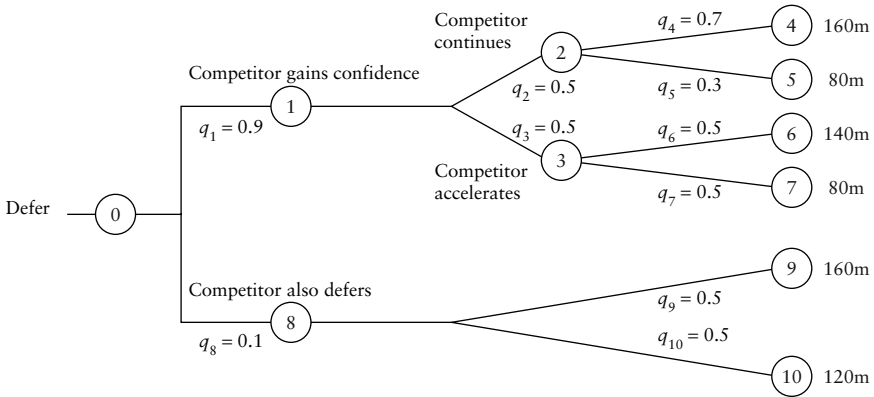 Competitor
continues
q4 = 0.7
4
160m
2
Competitor gains confidence
q2 = 0.5
q5 = 0.3
5
80m
1
q1 = 0.9
q3 = 0.5
q6 = 0.5
6
140m
3
Competitor
accelerates
q7 = 0.5
7
80m
Defer
0
9
160m
Competitor also defers
q9 = 0.5
8
q8 = 0.1
q10 = 0.5
10
120m